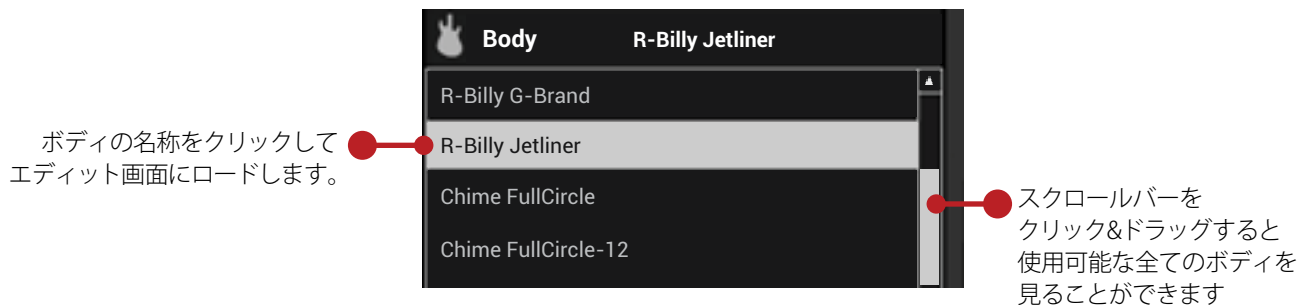 Body R-Billy Jetliner
R-Billy G-Brand
R-Billy Jetliner
Chime FullCircle
Chime FullCircle-12
ボディの名称をクリックして
エディット画面にロードします。
スクロールバーを
クリック&ドラッグすると
使用可能な全てのボディを
見ることができます